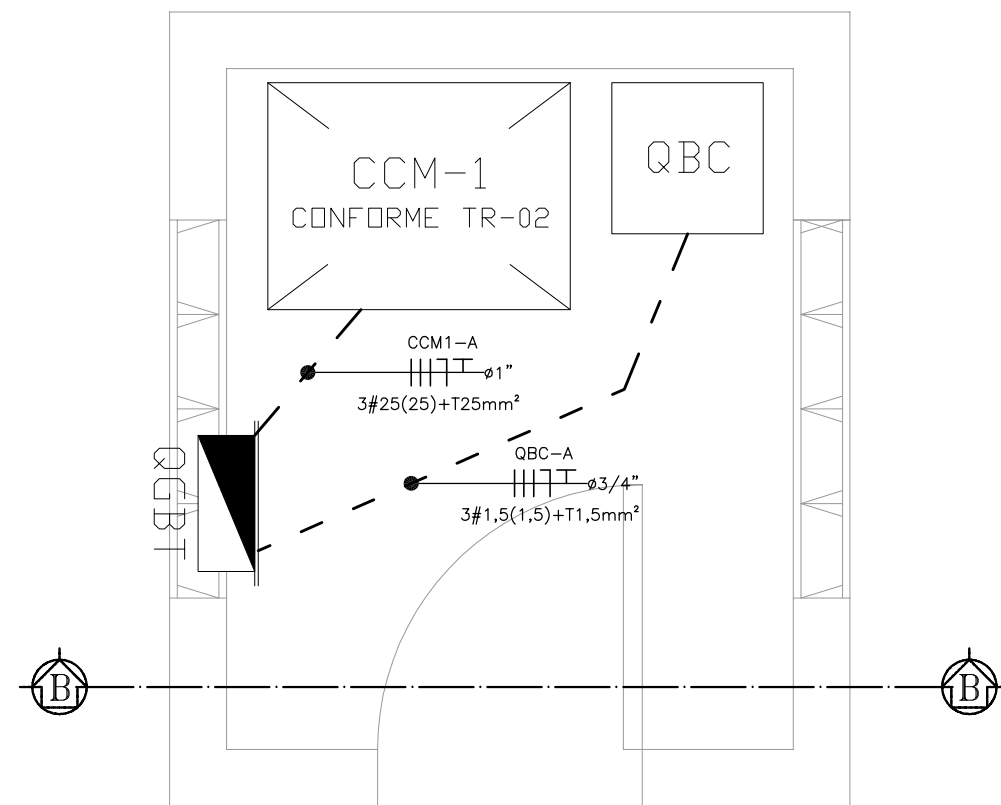 CCM-1
CONFORME TR-02
QBC
CCM1-A
ø1"
3#25(25)+T25mm²
QGBT
QBC-A
ø3/4"
3#1,5(1,5)+T1,5mm²
B
B